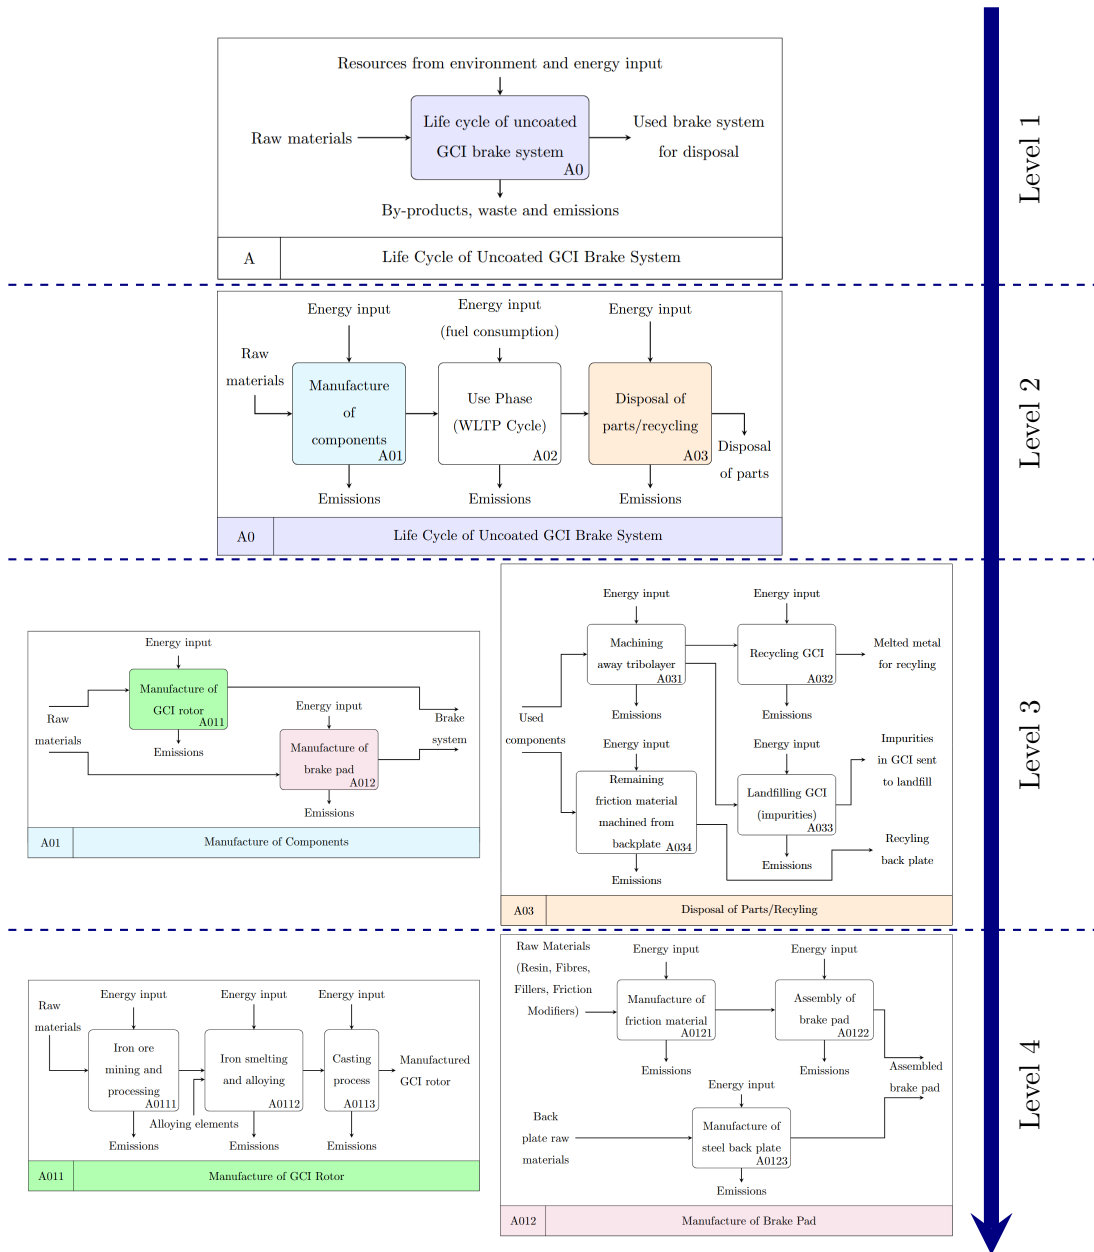 Resources from environment and energy input
Raw materials
Life cycle of uncoated
GCI brake system
A0
Used brake system
for disposal
By-products, waste and emissions
A
Life Cycle of Uncoated GCI Brake System
Level 1
Energy input
Energy input
(fuel consumption)
Energy input
Raw
materials
Manufacture
of
components
A01
Use Phase
(WLTP Cycle)
A02
Disposal of
parts/recycling
A03
Disposal
of parts
Emissions
Emissions
Emissions
A0
Life Cycle of Uncoated GCI Brake System
Level 2
Energy input
Manufacture of
GCI rotor
A011
Emissions
Raw
materials
Energy input
Manufacture of
brake pad
A012
Emissions
Brake
system
A01
Manufacture of Components
Energy input
Machining
away tribolayer
A031
Emissions
Energy input
Recycling GCI
A032
Emissions
Melted metal
for recyling
Used
components
Energy input
Remaining
friction material
machined from
backplate
A034
Emissions
Energy input
Landfilling GCI
(impurities)
A033
Emissions
Impurities
in GCI sent
to landfill
Recyling
back plate
A03
Disposal of Parts/Recyling
Level 3
Raw
materials
Energy input
Iron ore
mining and
processing
A0111
Emissions
Energy input
Iron smelting
and alloying
A0112
Alloying elements
Emissions
Energy input
Casting
process
A0113
Emissions
Manufactured
GCI rotor
A011
Manufacture of GCI Rotor
Raw Materials
(Resin, Fibres,
Fillers, Friction
Modifiers)
Energy input
Manufacture of
friction material
A0121
Emissions
Energy input
Assembly of
brake pad
A0122
Emissions
Assembled
brake pad
Back
plate raw
materials
Energy input
Manufacture of
steel back plate
A0123
Emissions
A012
Manufacture of Brake Pad
Level 4